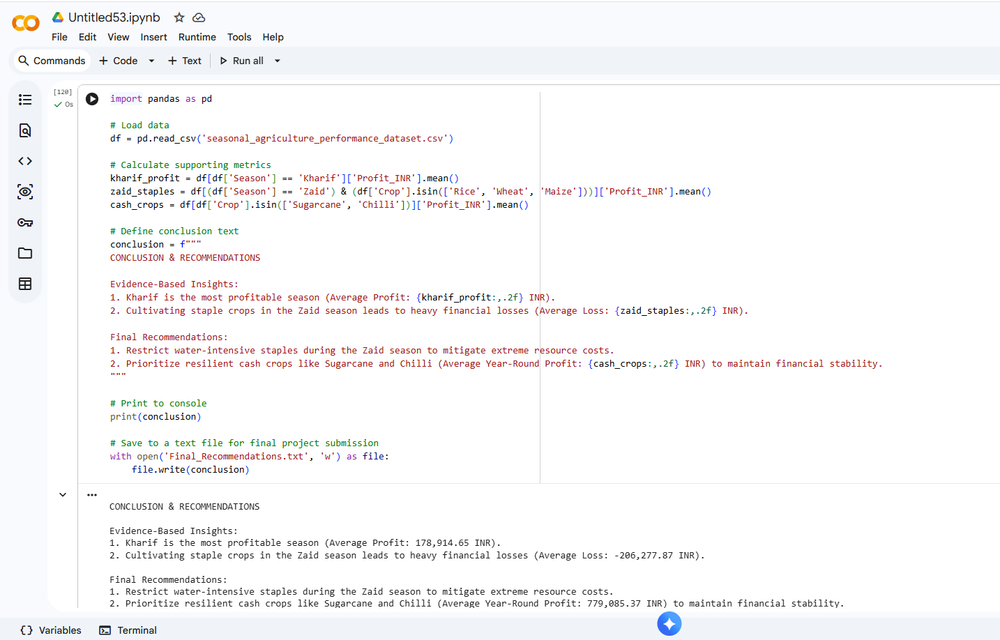 Untitled53.ipynb
File Edit View Insert Runtime Tools Help
Commands + Code + Text Run all
[120]
0s
import pandas as pd
# Load data
df = pd.read_csv('seasonal_agriculture_performance_dataset.csv')
# Calculate supporting metrics
kharif_profit = df[df['Season'] == 'Kharif']['Profit_INR'].mean()
zaid_staples = df[(df['Season'] == 'Zaid') & (df['Crop'].isin(['Rice', 'Wheat', 'Maize']))]['Profit_INR'].mean()
cash_crops = df[df['Crop'].isin(['Sugarcane', 'Chilli'])]['Profit_INR'].mean()
# Define conclusion text
conclusion = f"""
CONCLUSION & RECOMMENDATIONS
Evidence-Based Insights:
1. Kharif is the most profitable season (Average Profit: {kharif_profit:,.2f} INR).
2. Cultivating staple crops in the Zaid season leads to heavy financial losses (Average Loss: {zaid_staples:,.2f} INR).
Final Recommendations:
1. Restrict water-intensive staples during the Zaid season to mitigate extreme resource costs.
2. Prioritize resilient cash crops like Sugarcane and Chilli (Average Year-Round Profit: {cash_crops:,.2f} INR) to maintain financial stability.
"""
# Print to console
print(conclusion)
# Save to a text file for final project submission
with open('Final_Recommendations.txt', 'w') as file:
    file.write(conclusion)
CONCLUSION & RECOMMENDATIONS
Evidence-Based Insights:
1. Kharif is the most profitable season (Average Profit: 178,914.65 INR).
2. Cultivating staple crops in the Zaid season leads to heavy financial losses (Average Loss: -206,277.87 INR).
Final Recommendations:
1. Restrict water-intensive staples during the Zaid season to mitigate extreme resource costs.
2. Prioritize resilient cash crops like Sugarcane and Chilli (Average Year-Round Profit: 779,085.37 INR) to maintain financial stability.
Variables Terminal